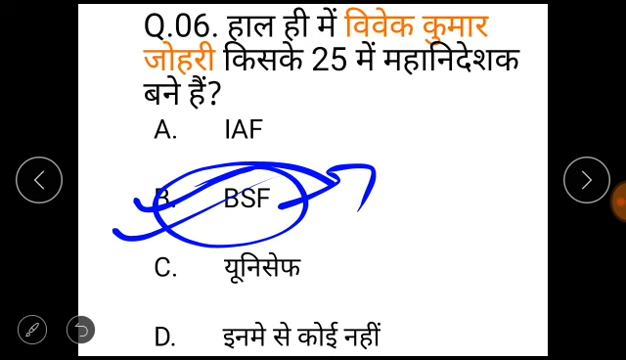 Q.06. हाल ही में विवेक कुमार
जोहरी किसके 25 में महानिदेशक
बने हैं?
A. IAF
B. BSF
C. यूनिसेफ
D. इनमे से कोई नहीं